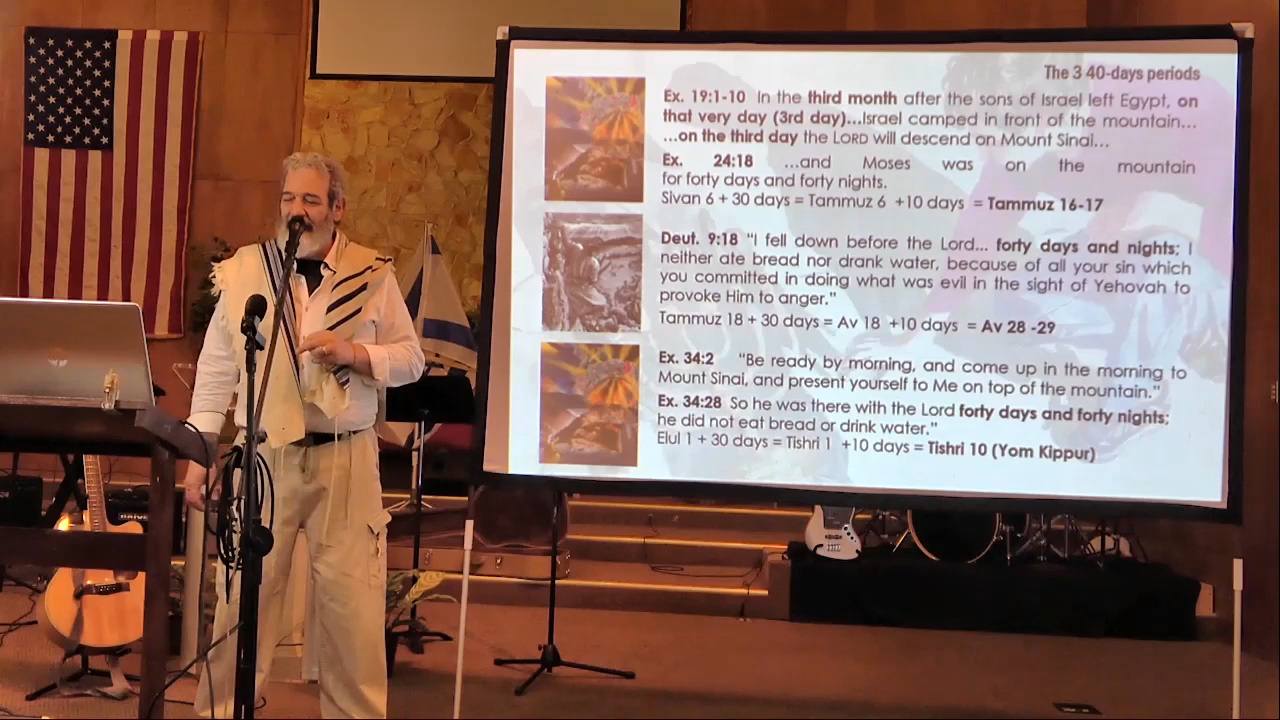 The 3 40-days periods
Ex. 19:1-10 In the third month after the sons of Israel left Egypt, on
that very day (3rd day)...Israel camped in front of the mountain...
...on the third day the LORD will descend on Mount Sinai...
Ex. 24:18 ...and Moses was on the mountain
for forty days and forty nights.
Sivan 6 + 30 days = Tammuz 6 +10 days = Tammuz 16-17
Deut. 9:18 "I fell down before the Lord... forty days and nights; I
neither ate bread nor drank water, because of all your sin which
you committed in doing what was evil in the sight of Yehovah to
provoke Him to anger."
Tammuz 18 + 30 days = Av 18 +10 days = Av 28 -29
Ex. 34:2 "Be ready by morning, and come up in the morning to
Mount Sinai, and present yourself to Me on top of the mountain."
Ex. 34:28 So he was there with the Lord forty days and forty nights;
he did not eat bread or drink water."
Elul 1 + 30 days = Tishri 1 +10 days = Tishri 10 (Yom Kippur)